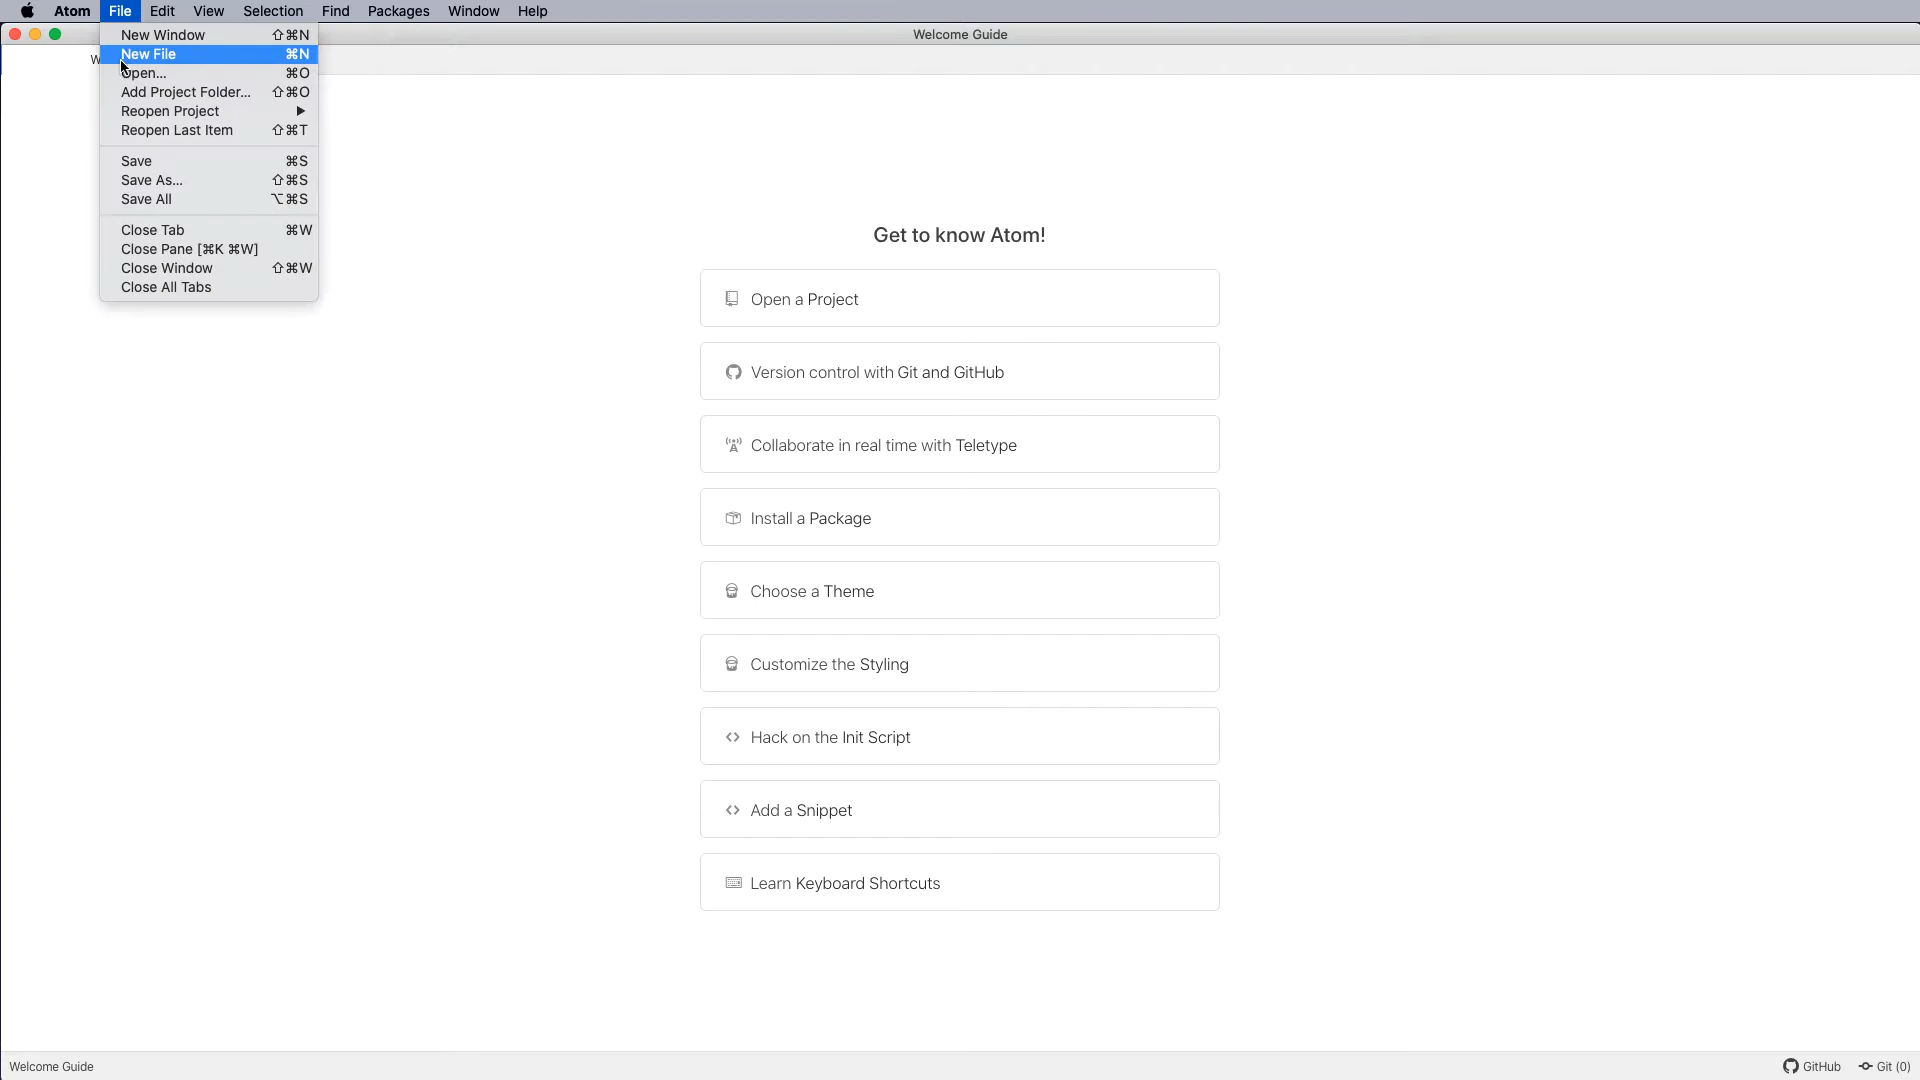 Atom File Edit View Selection Find Packages Window Help
Welcome Guide
New Window ⇧⌘N
New File ⌘N
Open... ⌘O
Add Project Folder... ⇧⌘O
Reopen Project ▶
Reopen Last Item ⇧⌘T
Save ⌘S
Save As... ⇧⌘S
Save All ⌥⌘S
Close Tab ⌘W
Close Pane [⌘K ⌘W]
Close Window ⇧⌘W
Close All Tabs
Get to know Atom!
Open a Project
Version control with Git and GitHub
Collaborate in real time with Teletype
Install a Package
Choose a Theme
Customize the Styling
Hack on the Init Script
Add a Snippet
Learn Keyboard Shortcuts
Welcome Guide GitHub Git (0)